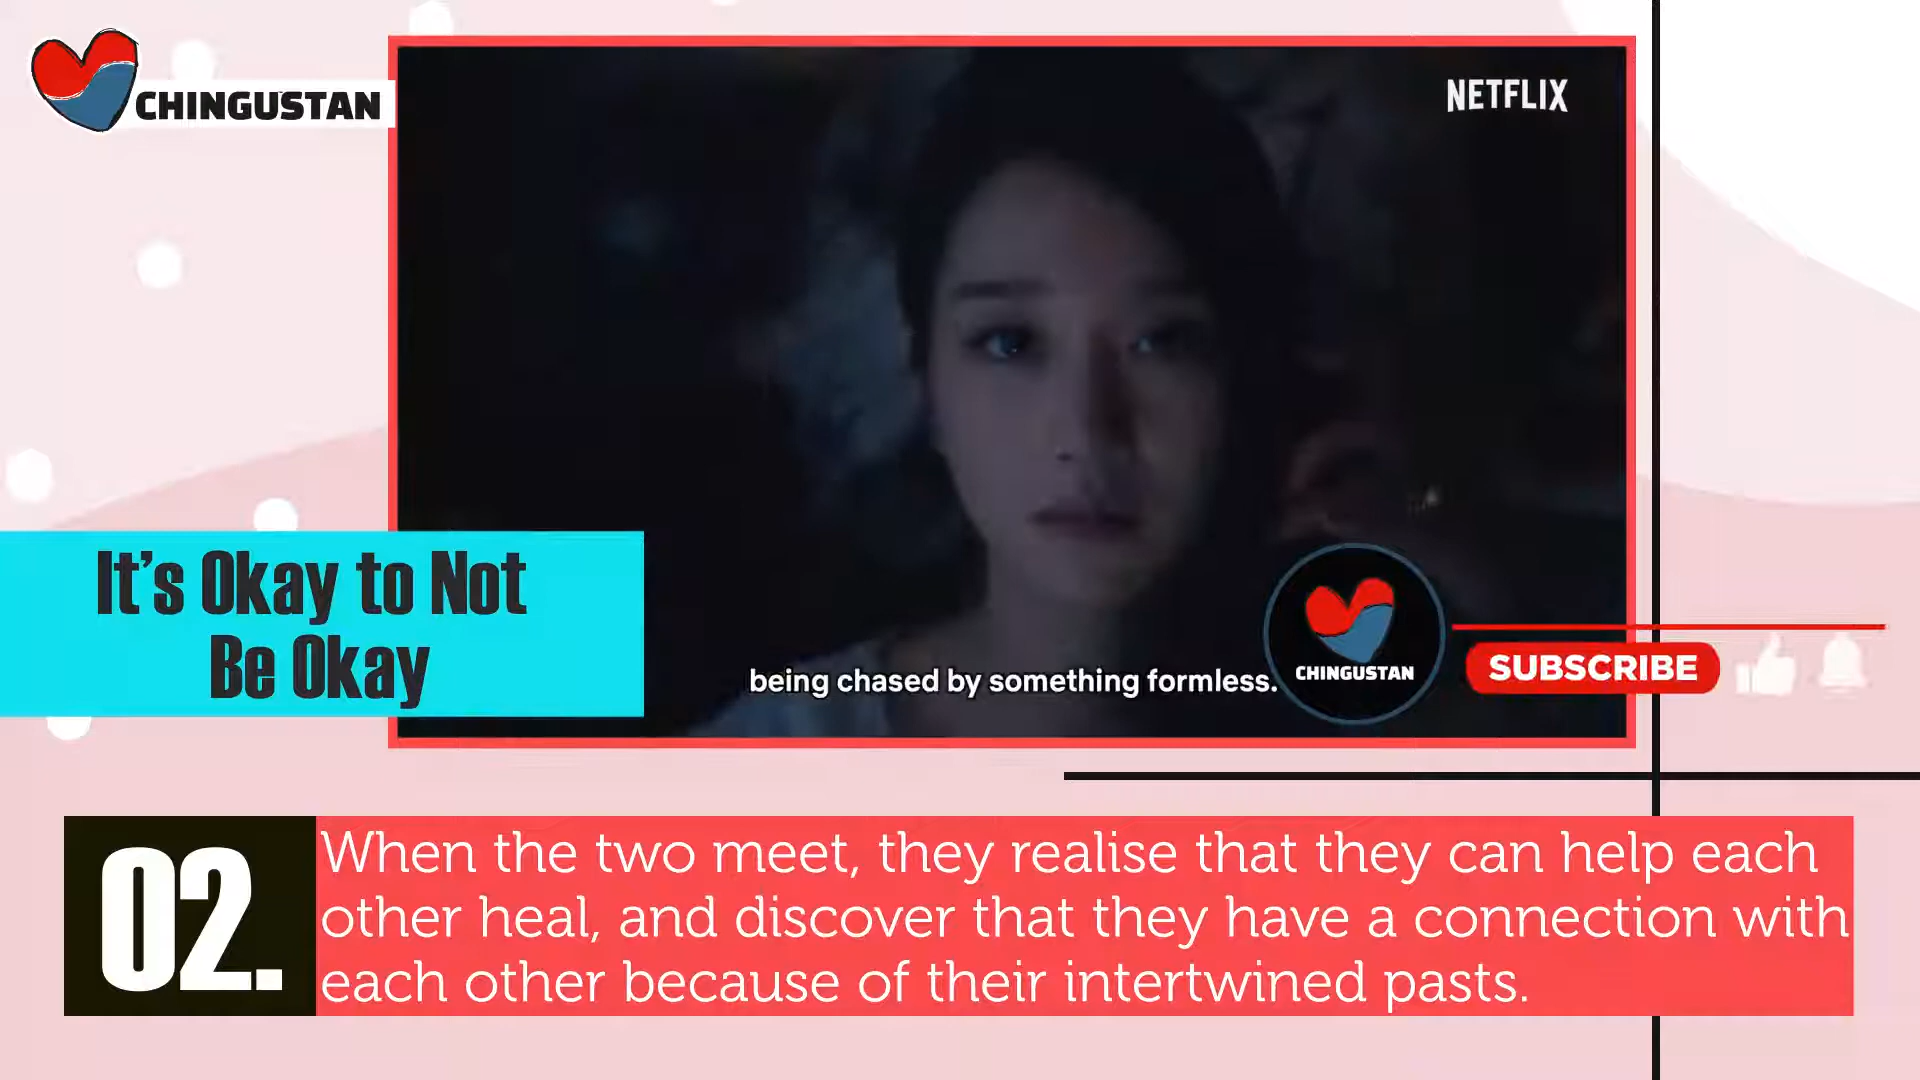 CHINGUSTAN
NETFLIX
It's Okay to Not
Be Okay
being chased by something formless.
CHINGUSTAN
SUBSCRIBE
02.
When the two meet, they realise that they can help each
other heal, and discover that they have a connection with
each other because of their intertwined pasts.